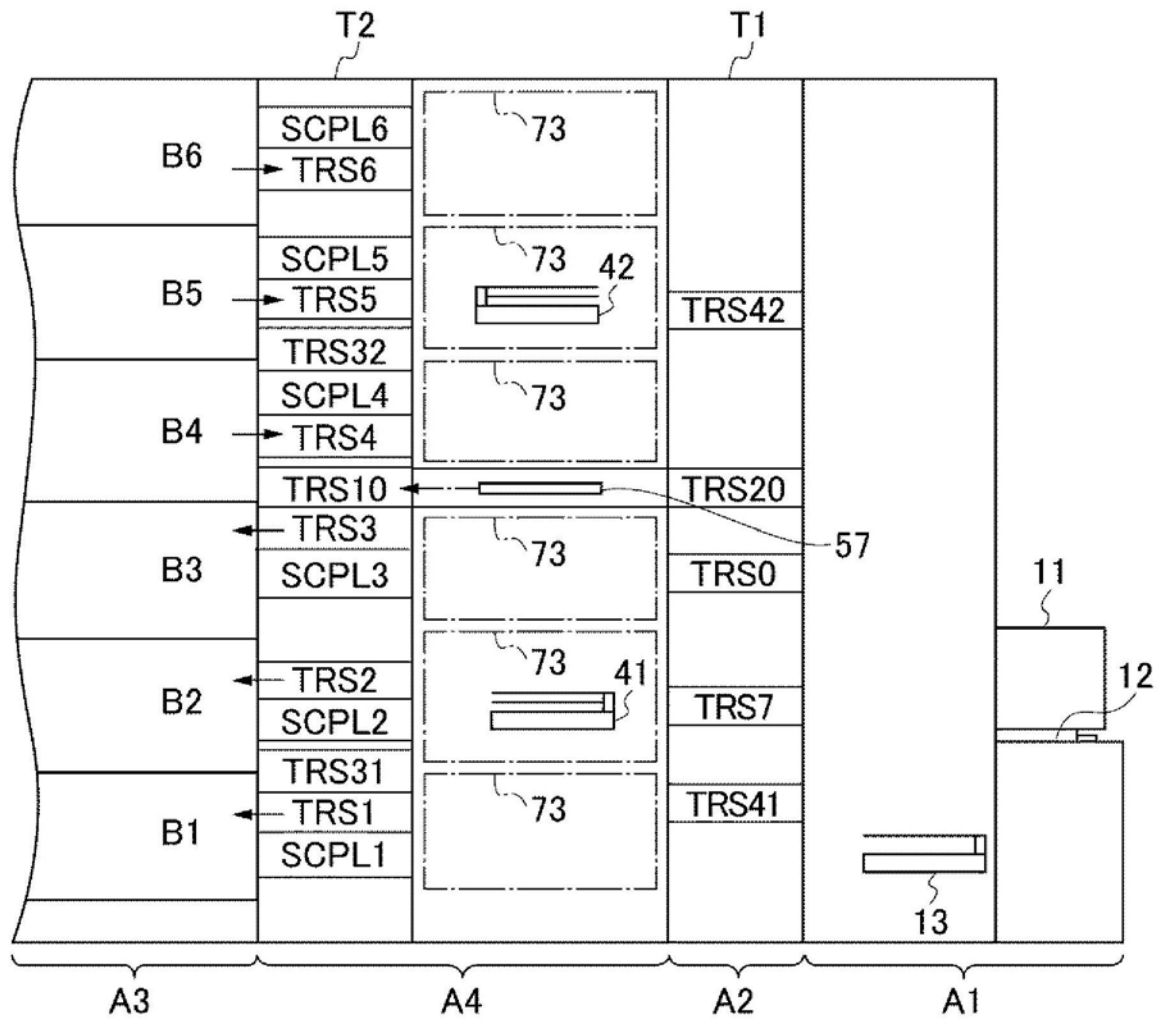 T2
T1
SCPL6
73
B6
TRS6
SCPL5
73
42
B5
TRS5
TRS42
TRS32
73
SCPL4
B4
TRS4
TRS10
TRS20
TRS3
73
57
B3
SCPL3
TRS0
11
73
TRS2
12
B2
41
TRS7
SCPL2
TRS31
73
TRS1
TRS41
B1
SCPL1
13
A3
A4
A2
A1